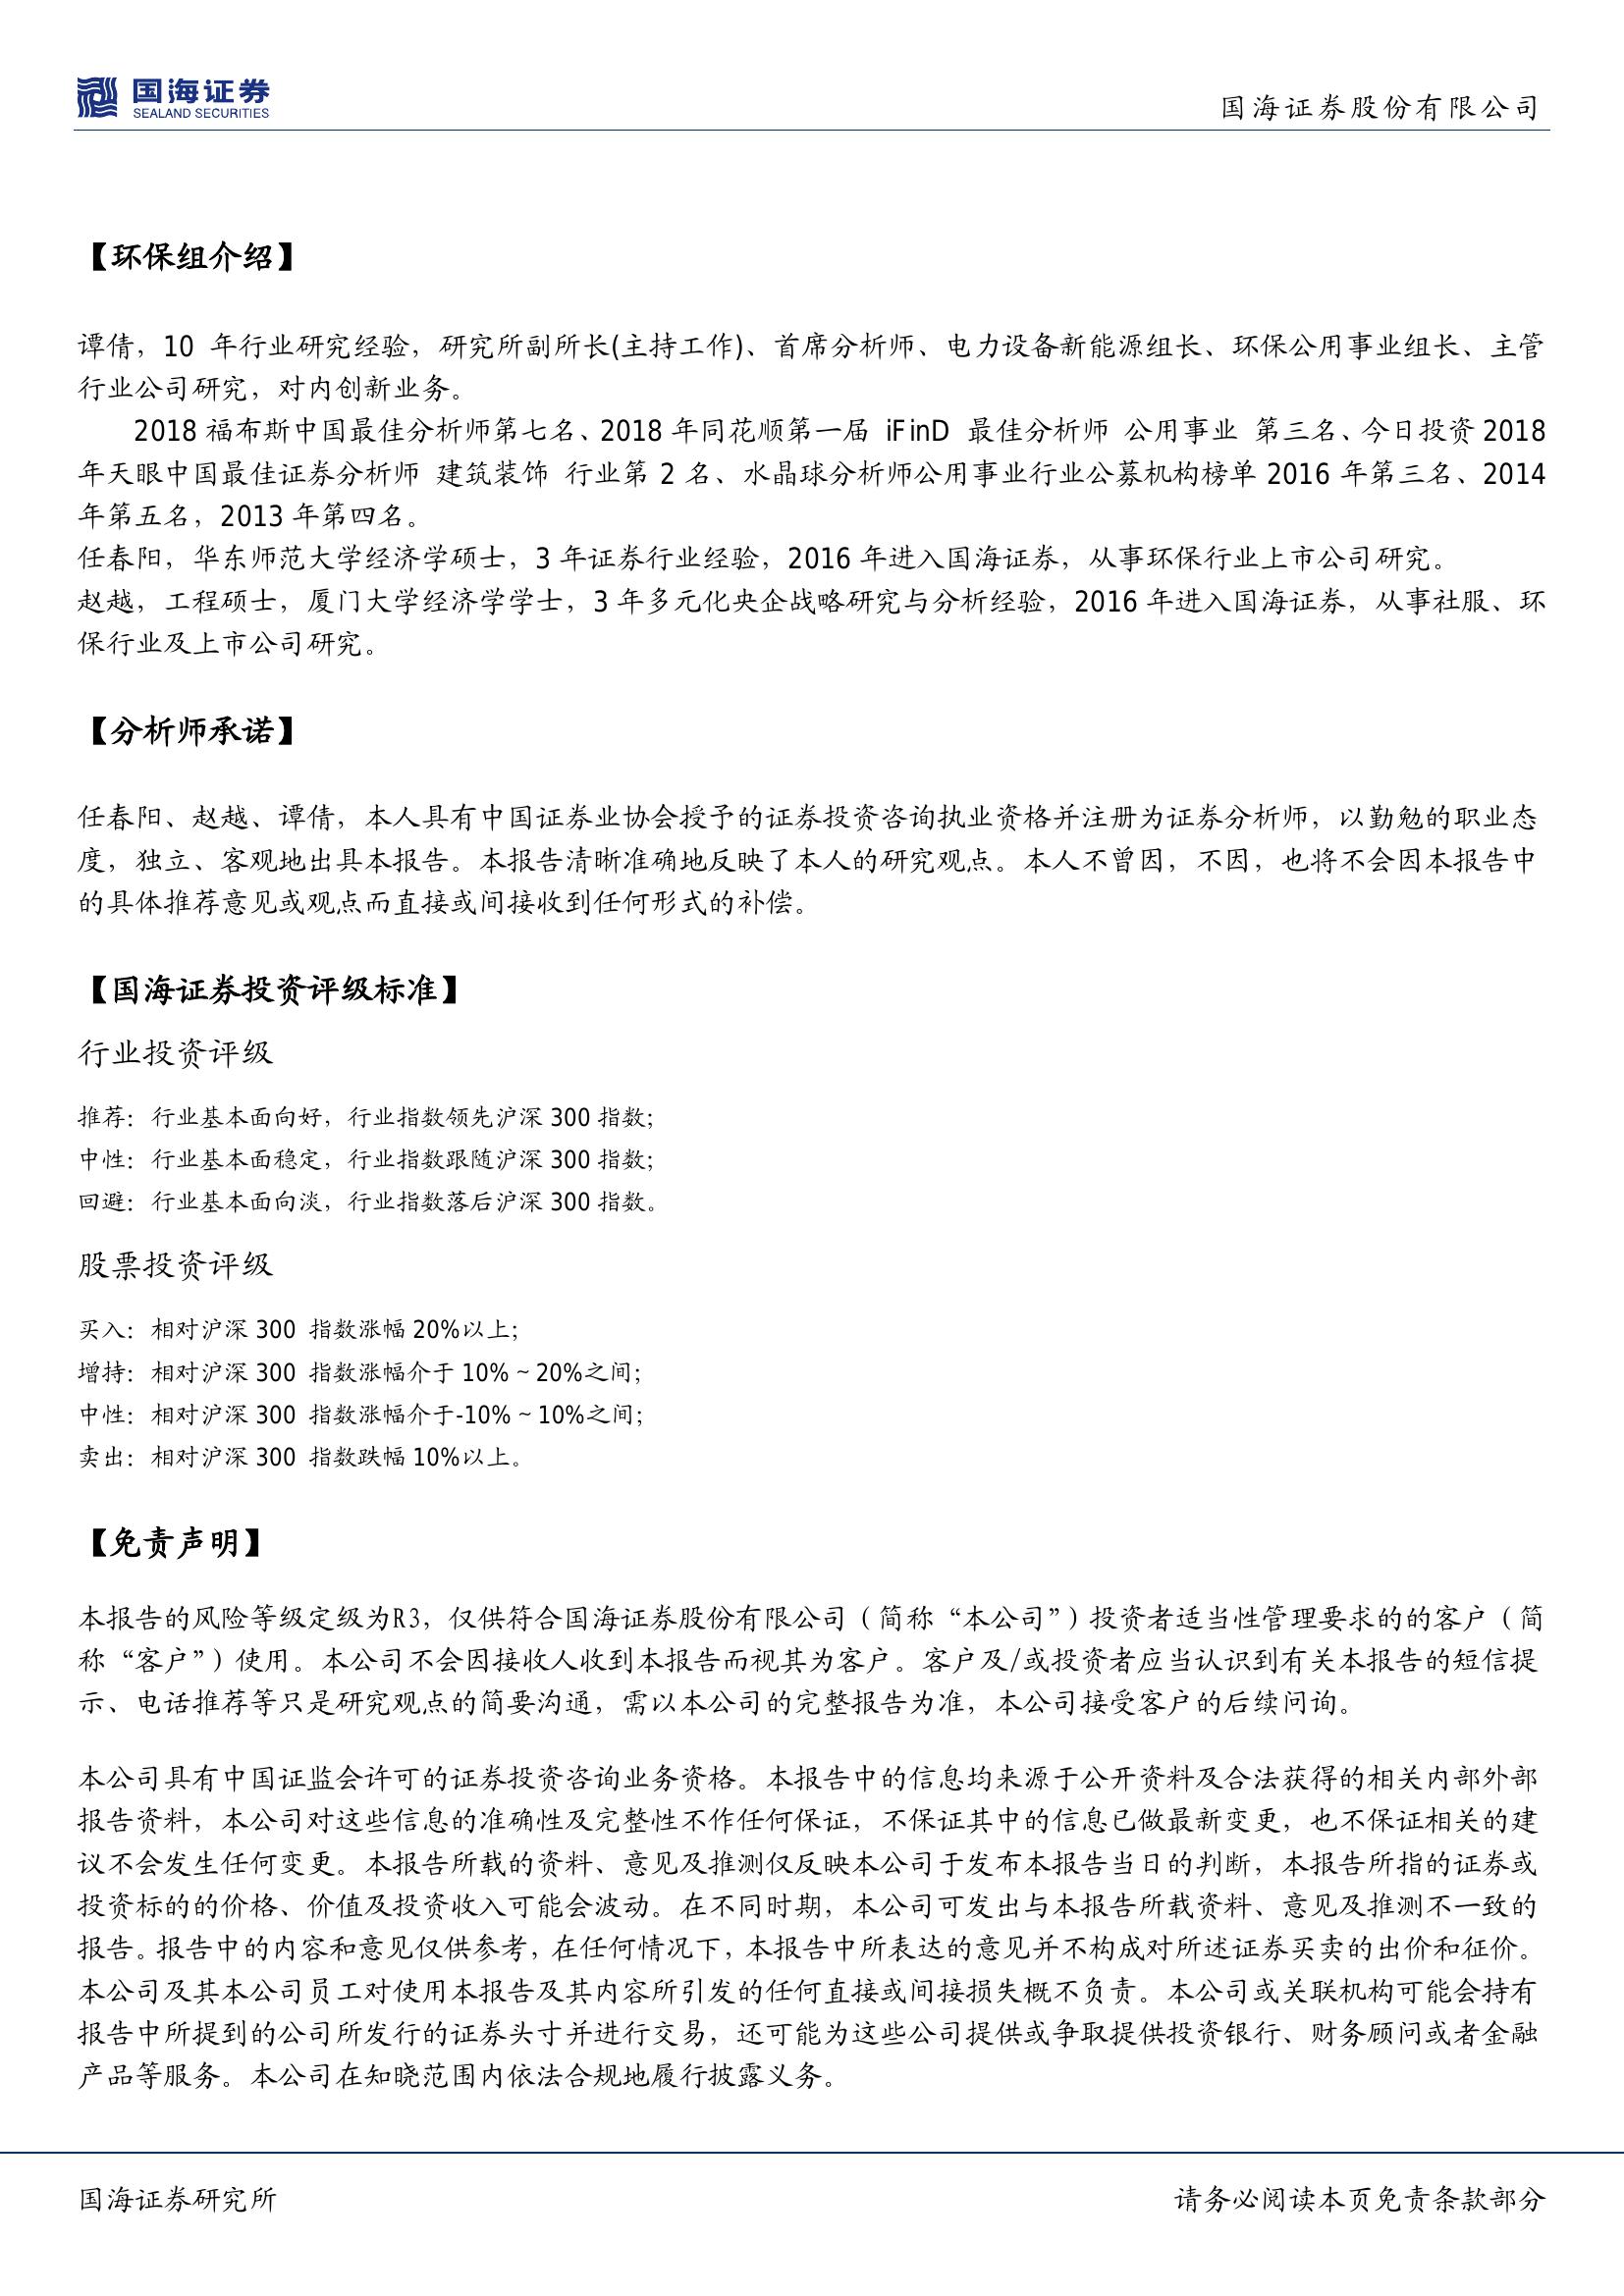 国海证券
SEALAND SECURITIES
国海证券股份有限公司
【环保组介绍】
谭倩，10 年行业研究经验，研究所副所长(主持工作)、首席分析师、电力设备新能源组长、环保公用事业组长、主管
行业公司研究，对内创新业务。
2018 福布斯中国最佳分析师第七名、2018 年同花顺第一届 iFinD 最佳分析师 公用事业 第三名、今日投资 2018
年天眼中国最佳证券分析师 建筑装饰 行业第 2 名、水晶球分析师公用事业行业公募机构榜单 2016 年第三名、2014
年第五名，2013 年第四名。
任春阳，华东师范大学经济学硕士，3 年证券行业经验，2016 年进入国海证券，从事环保行业上市公司研究。
赵越，工程硕士，厦门大学经济学学士，3 年多元化央企战略研究与分析经验，2016 年进入国海证券，从事社服、环
保行业及上市公司研究。
【分析师承诺】
任春阳、赵越、谭倩，本人具有中国证券业协会授予的证券投资咨询执业资格并注册为证券分析师，以勤勉的职业态
度，独立、客观地出具本报告。本报告清晰准确地反映了本人的研究观点。本人不曾因，不因，也将不会因本报告中
的具体推荐意见或观点而直接或间接收到任何形式的补偿。
【国海证券投资评级标准】
行业投资评级
推荐：行业基本面向好，行业指数领先沪深 300 指数；
中性：行业基本面稳定，行业指数跟随沪深 300 指数；
回避：行业基本面向淡，行业指数落后沪深 300 指数。
股票投资评级
买入：相对沪深 300 指数涨幅 20%以上；
增持：相对沪深 300 指数涨幅介于 10%～20%之间；
中性：相对沪深 300 指数涨幅介于-10%～10%之间；
卖出：相对沪深 300 指数跌幅 10%以上。
【免责声明】
本报告的风险等级定级为R3，仅供符合国海证券股份有限公司（简称“本公司”）投资者适当性管理要求的的客户（简
称“客户”）使用。本公司不会因接收人收到本报告而视其为客户。客户及/或投资者应当认识到有关本报告的短信提
示、电话推荐等只是研究观点的简要沟通，需以本公司的完整报告为准，本公司接受客户的后续问询。
本公司具有中国证监会许可的证券投资咨询业务资格。本报告中的信息均来源于公开资料及合法获得的相关内部外部
报告资料，本公司对这些信息的准确性及完整性不作任何保证，不保证其中的信息已做最新变更，也不保证相关的建
议不会发生任何变更。本报告所载的资料、意见及推测仅反映本公司于发布本报告当日的判断，本报告所指的证券或
投资标的的价格、价值及投资收入可能会波动。在不同时期，本公司可发出与本报告所载资料、意见及推测不一致的
报告。报告中的内容和意见仅供参考，在任何情况下，本报告中所表达的意见并不构成对所述证券买卖的出价和征价。
本公司及其本公司员工对使用本报告及其内容所引发的任何直接或间接损失概不负责。本公司或关联机构可能会持有
报告中所提到的公司所发行的证券头寸并进行交易，还可能为这些公司提供或争取提供投资银行、财务顾问或者金融
产品等服务。本公司在知晓范围内依法合规地履行披露义务。
国海证券研究所
请务必阅读本页免责条款部分